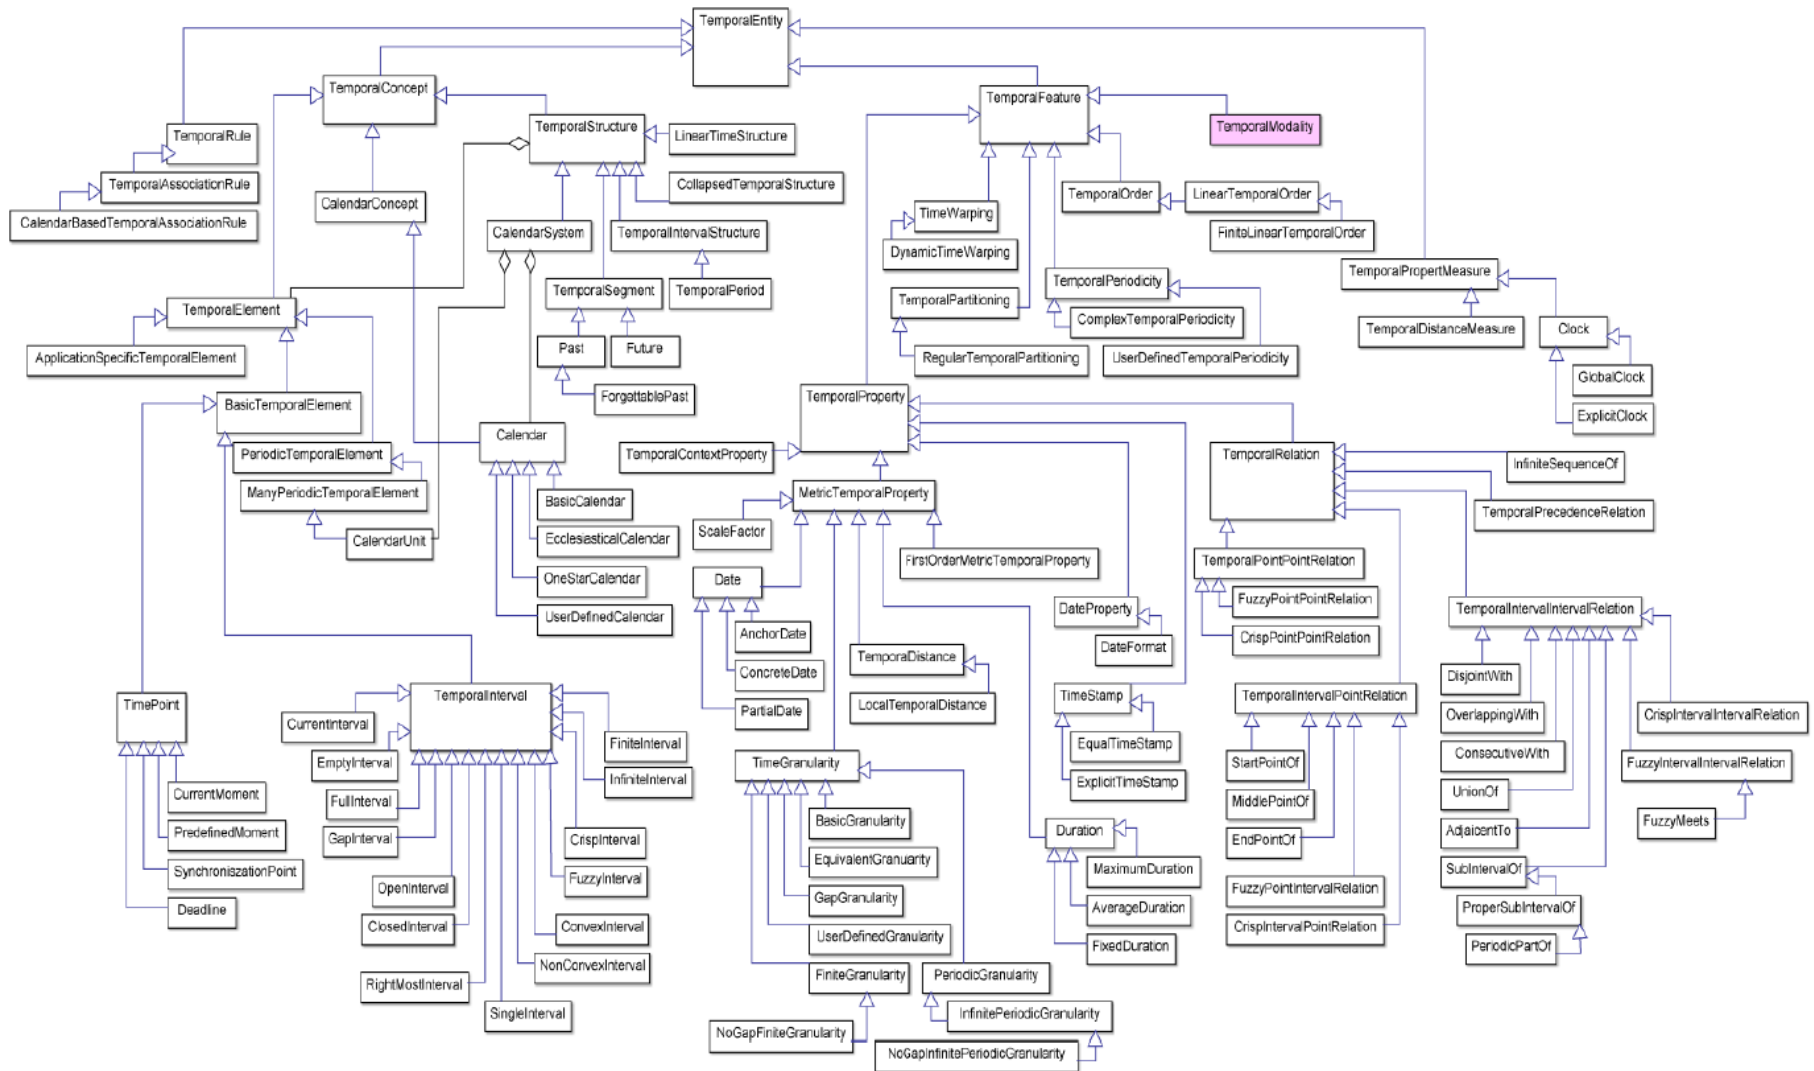 TemporalEntity
TemporalConcept
TemporalFeature
TemporalStructure
TemporalModality
TemporalRule
LinearTimeStructure
TemporalAssociationRule
CollapsedTemporalStructure
TemporalOrder
LinearTemporalOrder
CalendarConcept
CalendarBasedTemporalAssociationRule
CalendarSystem
TemporalIntervalStructure
TimeWarping
FiniteLinearTemporalOrder
DynamicTimeWarping
TemporalPropertMeasure
TemporalSegment
TemporalPeriod
TemporalPeriodicity
TemporalPartitioning
TemporalElement
ComplexTemporalPeriodicity
TemporalDistanceMeasure
Clock
ApplicationSpecificTemporalElement
Past
Future
RegularTemporalPartitioning
UserDefinedTemporalPeriodicity
GlobalClock
ForgettablePast
TemporalProperty
BasicTemporalElement
ExplicitClock
Calendar
PeriodicTemporalElement
TemporalContextProperty
TemporalRelation
InfiniteSequenceOf
ManyPeriodicTemporalElement
BasicCalendar
MetricTemporalProperty
TemporalPrecedenceRelation
CalendarUnit
EcclesiasticalCalendar
ScaleFactor
FirstOrderMetricTemporalProperty
TemporalPointPointRelation
OneStarCalendar
Date
FuzzyPointPointRelation
UserDefinedCalendar
DateProperty
TemporalIntervalIntervalRelation
AnchorDate
DateFormat
CrispPointPointRelation
TemporaDistance
ConcreteDate
DisjointWith
TimePoint
TemporalInterval
TimeStamp
TemporalIntervalPointRelation
CurrentInterval
PartialDate
LocalTemporalDistance
OverlappingWith
CrispIntervalIntervalRelation
FiniteInterval
EqualTimeStamp
ConsecutiveWith
EmptyInterval
TimeGranularity
StartPointOf
FuzzyIntervalIntervalRelation
InfiniteInterval
ExplicitTimeStamp
CurrentMoment
FullInterval
MiddlePointOf
UnionOf
BasicGranularity
FuzzyMeets
PredefinedMoment
GapInterval
CrispInterval
Duration
EndPointOf
AdjaicentTo
EquivalentGranuarity
SynchroniszationPoint
MaximumDuration
SubIntervalOf
OpenInterval
FuzzyInterval
GapGranularity
FuzzyPointIntervalRelation
Deadline
AverageDuration
ProperSubIntervalOf
ClosedInterval
ConvexInterval
UserDefinedGranularity
CrispIntervalPointRelation
FixedDuration
PeriodicPartOf
NonConvexInterval
RightMostInterval
FiniteGranularity
PeriodicGranularity
SingleInterval
InfinitePeriodicGranularity
NoGapFiniteGranularity
NoGapInfinitePeriodicGranularity